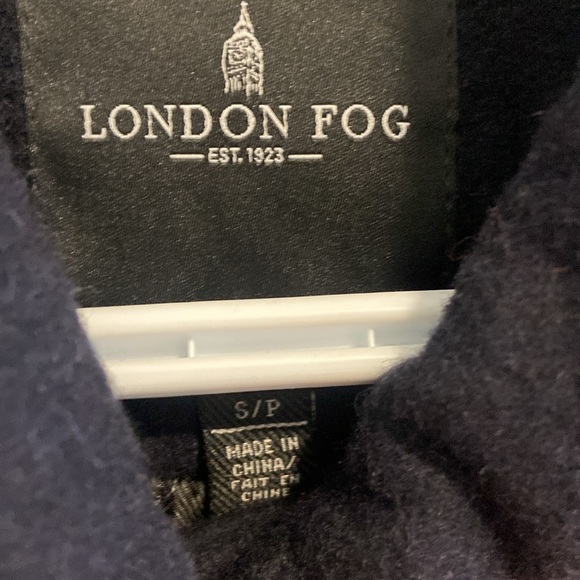 LONDON FOG
EST. 1923
S/P
MADE IN
CHINA/
FAIT EN
CHINE